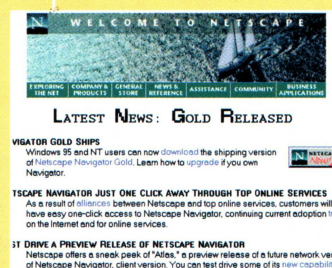 N WELCOME TO NETSCAPE
EXPLORING THE NET COMPANY & PRODUCTS GENERAL STORE NEWS & REFERENCE ASSISTANCE COMMUNITY BUSINESS APPLICATIONS
LATEST NEWS: GOLD RELEASED
VIGATOR GOLD SHIPS
Windows 95 and NT users can now download the shipping version
of Netscape Navigator Gold. Learn how to upgrade if you own
Navigator.
TSCAPE NAVIGATOR JUST ONE CLICK AWAY THROUGH TOP ONLINE SERVICES
As a result of alliances between Netscape and top online services, customers will
have easy one-click access to Netscape Navigator, continuing current adoption
on the Internet and for online services.
ST DRIVE A PREVIEW RELEASE OF NETSCAPE NAVIGATOR
Netscape offers a sneak peek of "Atlas," a preview release of a future network ver
of Netscape Navigator, client version. You can test drive some of its new capabilit